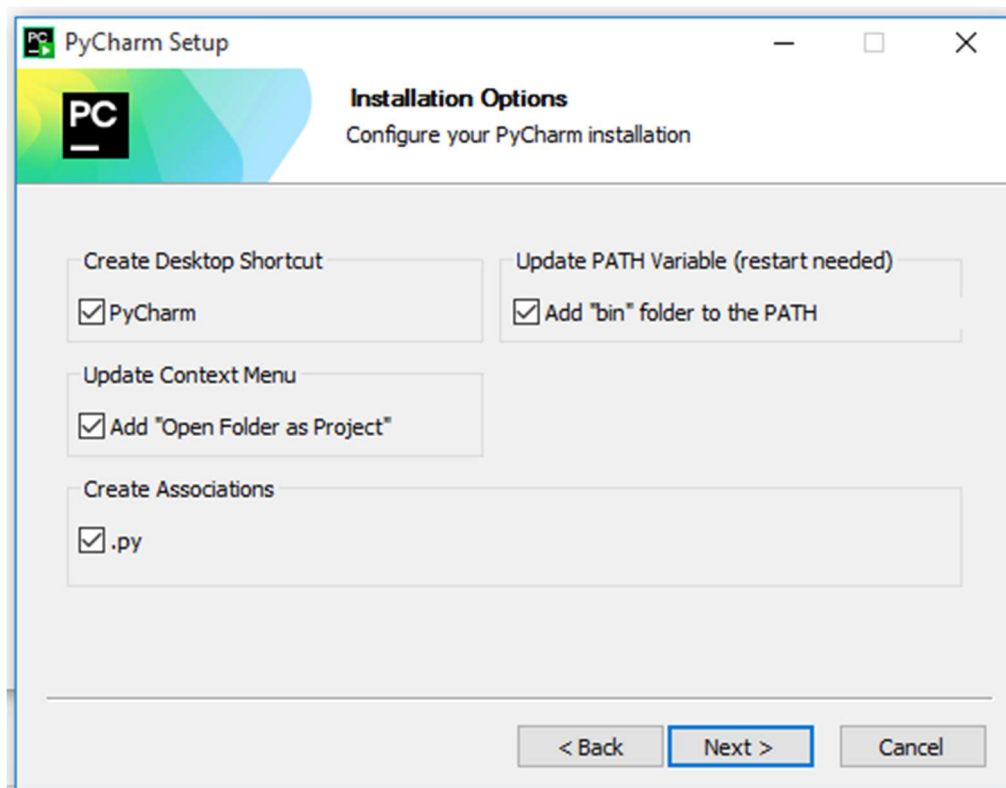 PyCharm Setup
PC
Installation Options
Configure your PyCharm installation
Create Desktop Shortcut
PyCharm
Update PATH Variable (restart needed)
Add "bin" folder to the PATH
Update Context Menu
Add "Open Folder as Project"
Create Associations
.py
< Back
Next >
Cancel